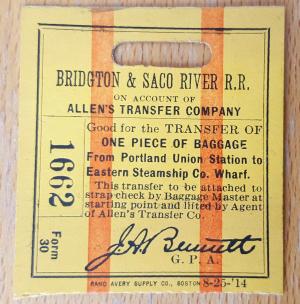 BRIDGTON & SACO RIVER R.R.
ON ACCOUNT OF
ALLEN'S TRANSFER COMPANY
Good for the TRANSFER OF
ONE PIECE OF BAGGAGE
From Portland Union Station to
Eastern Steamship Co. Wharf.
This transfer to be attached to
strap check by Baggage Master at
starting point and lifted by Agent
of Allen's Transfer Co.
J.A. Bennett
G. P. A.
1662
Form
30
RAND AVERY SUPPLY CO., BOSTON 8-25-'14